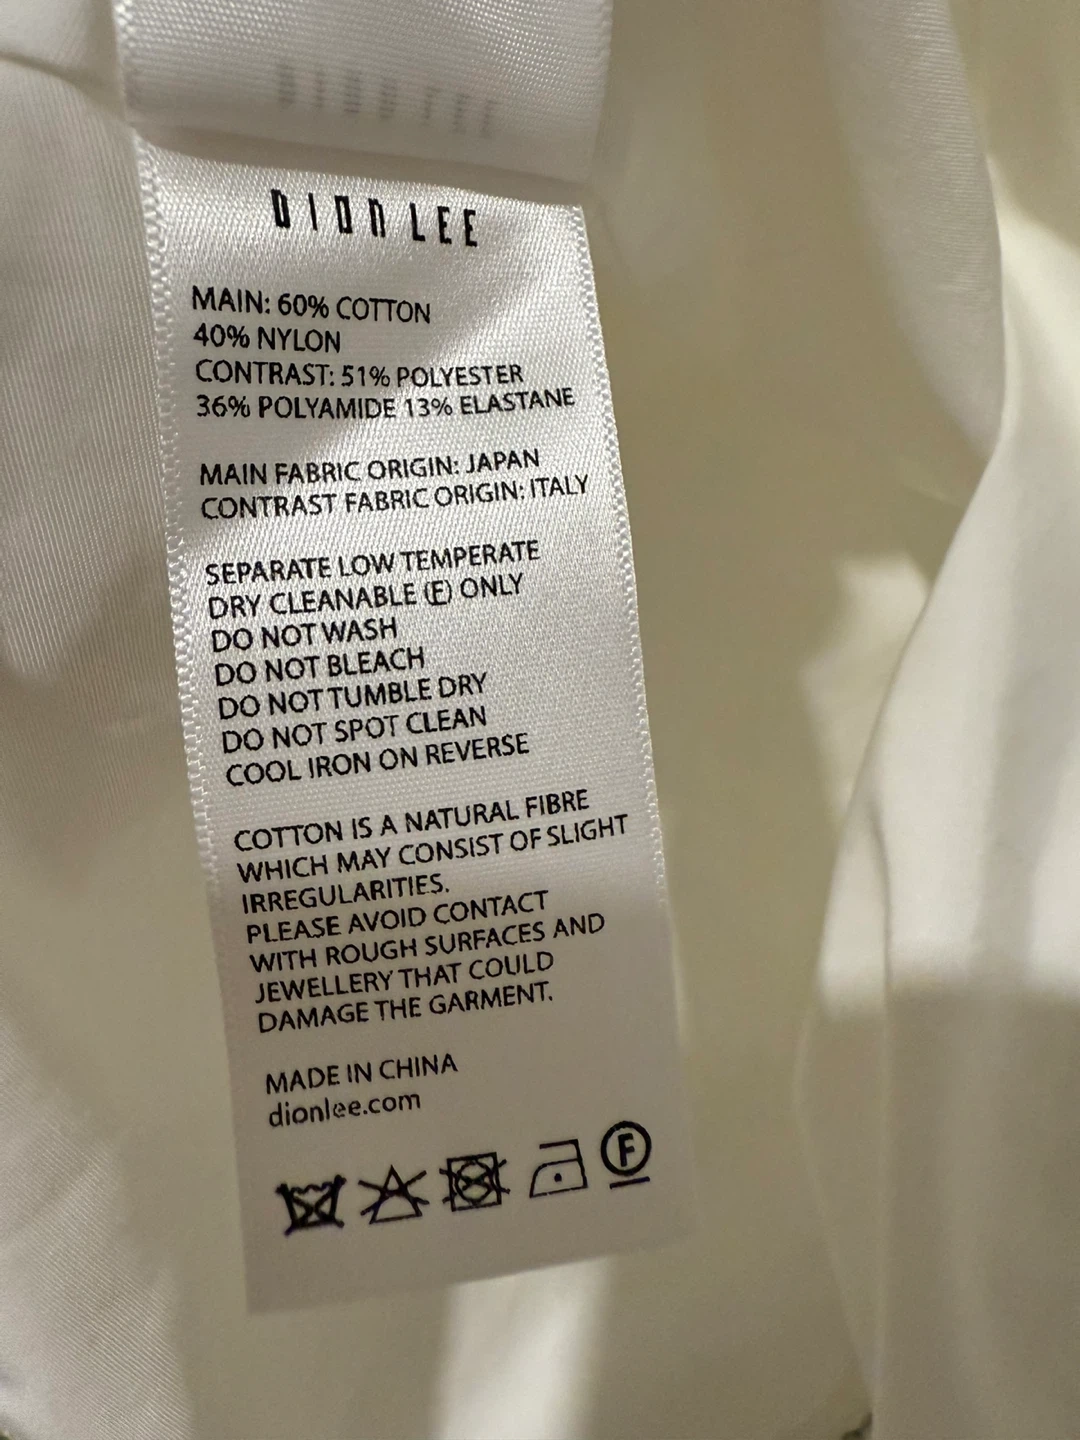 DION LEE
DION LEE
MAIN: 60% COTTON
40% NYLON
CONTRAST: 51% POLYESTER
36% POLYAMIDE 13% ELASTANE
MAIN FABRIC ORIGIN: JAPAN
CONTRAST FABRIC ORIGIN: ITALY
SEPARATE LOW TEMPERATE
DRY CLEANABLE (F) ONLY
DO NOT WASH
DO NOT BLEACH
DO NOT TUMBLE DRY
DO NOT SPOT CLEAN
COOL IRON ON REVERSE
COTTON IS A NATURAL FIBRE
WHICH MAY CONSIST OF SLIGHT
IRREGULARITIES.
PLEASE AVOID CONTACT
WITH ROUGH SURFACES AND
JEWELLERY THAT COULD
DAMAGE THE GARMENT.
MADE IN CHINA
dionlee.com
F